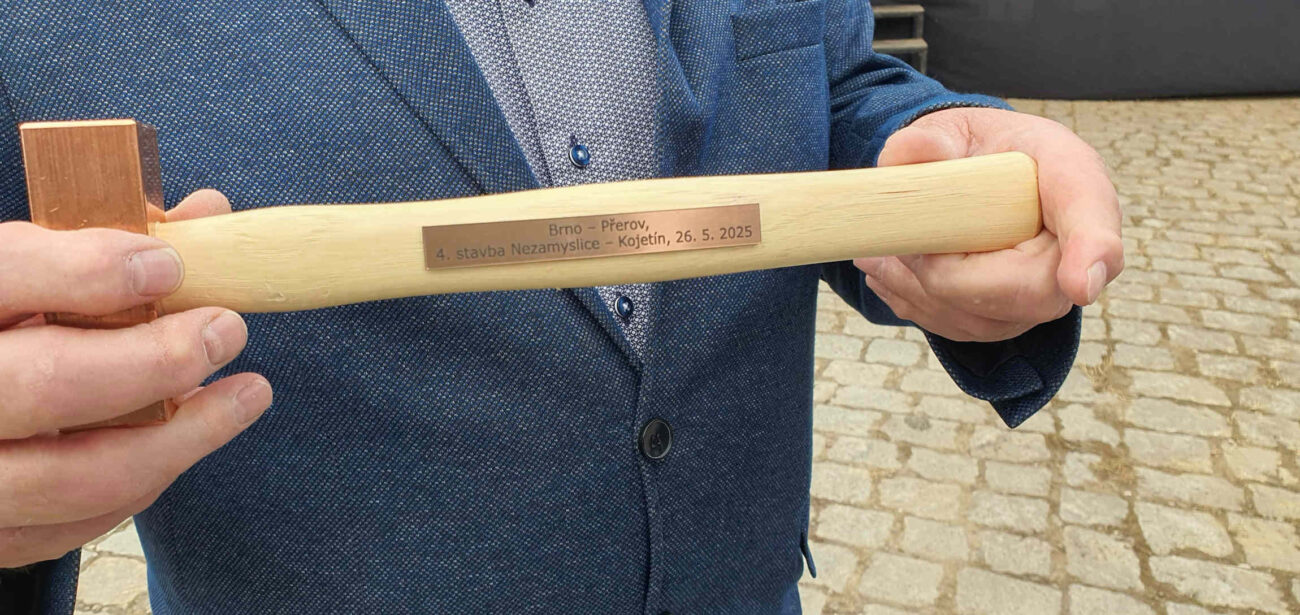 Brno – Přerov,
4. stavba Nezamyslice – Kojetín, 26. 5. 2025